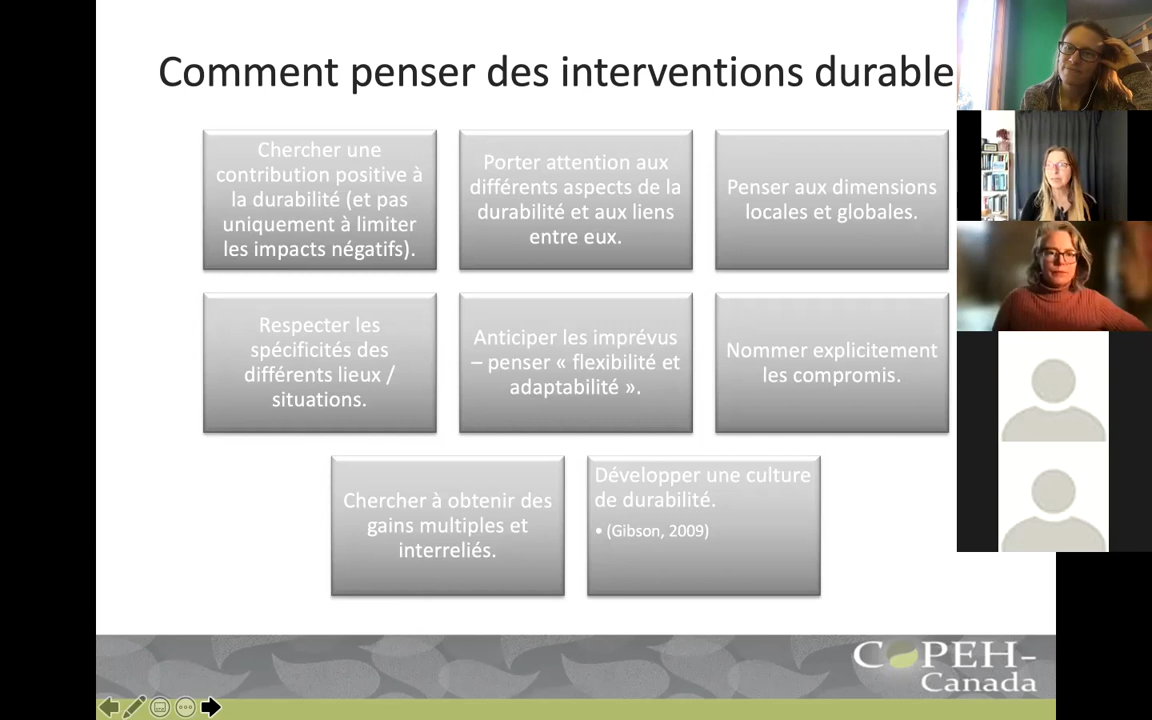 Comment penser des interventions durable
Chercher une
contribution positive à
la durabilité (et pas
uniquement à limiter
les impacts négatifs).
Porter attention aux
différents aspects de la
durabilité et aux liens
entre eux.
Penser aux dimensions
locales et globales.
Respecter les
spécificités des
différents lieux /
situations.
Anticiper les imprévus
– penser « flexibilité et
adaptabilité ».
Nommer explicitement
les compromis.
Chercher à obtenir des
gains multiples et
interreliés.
Développer une culture
de durabilité.
• (Gibson, 2009)
COPEH-
Canada